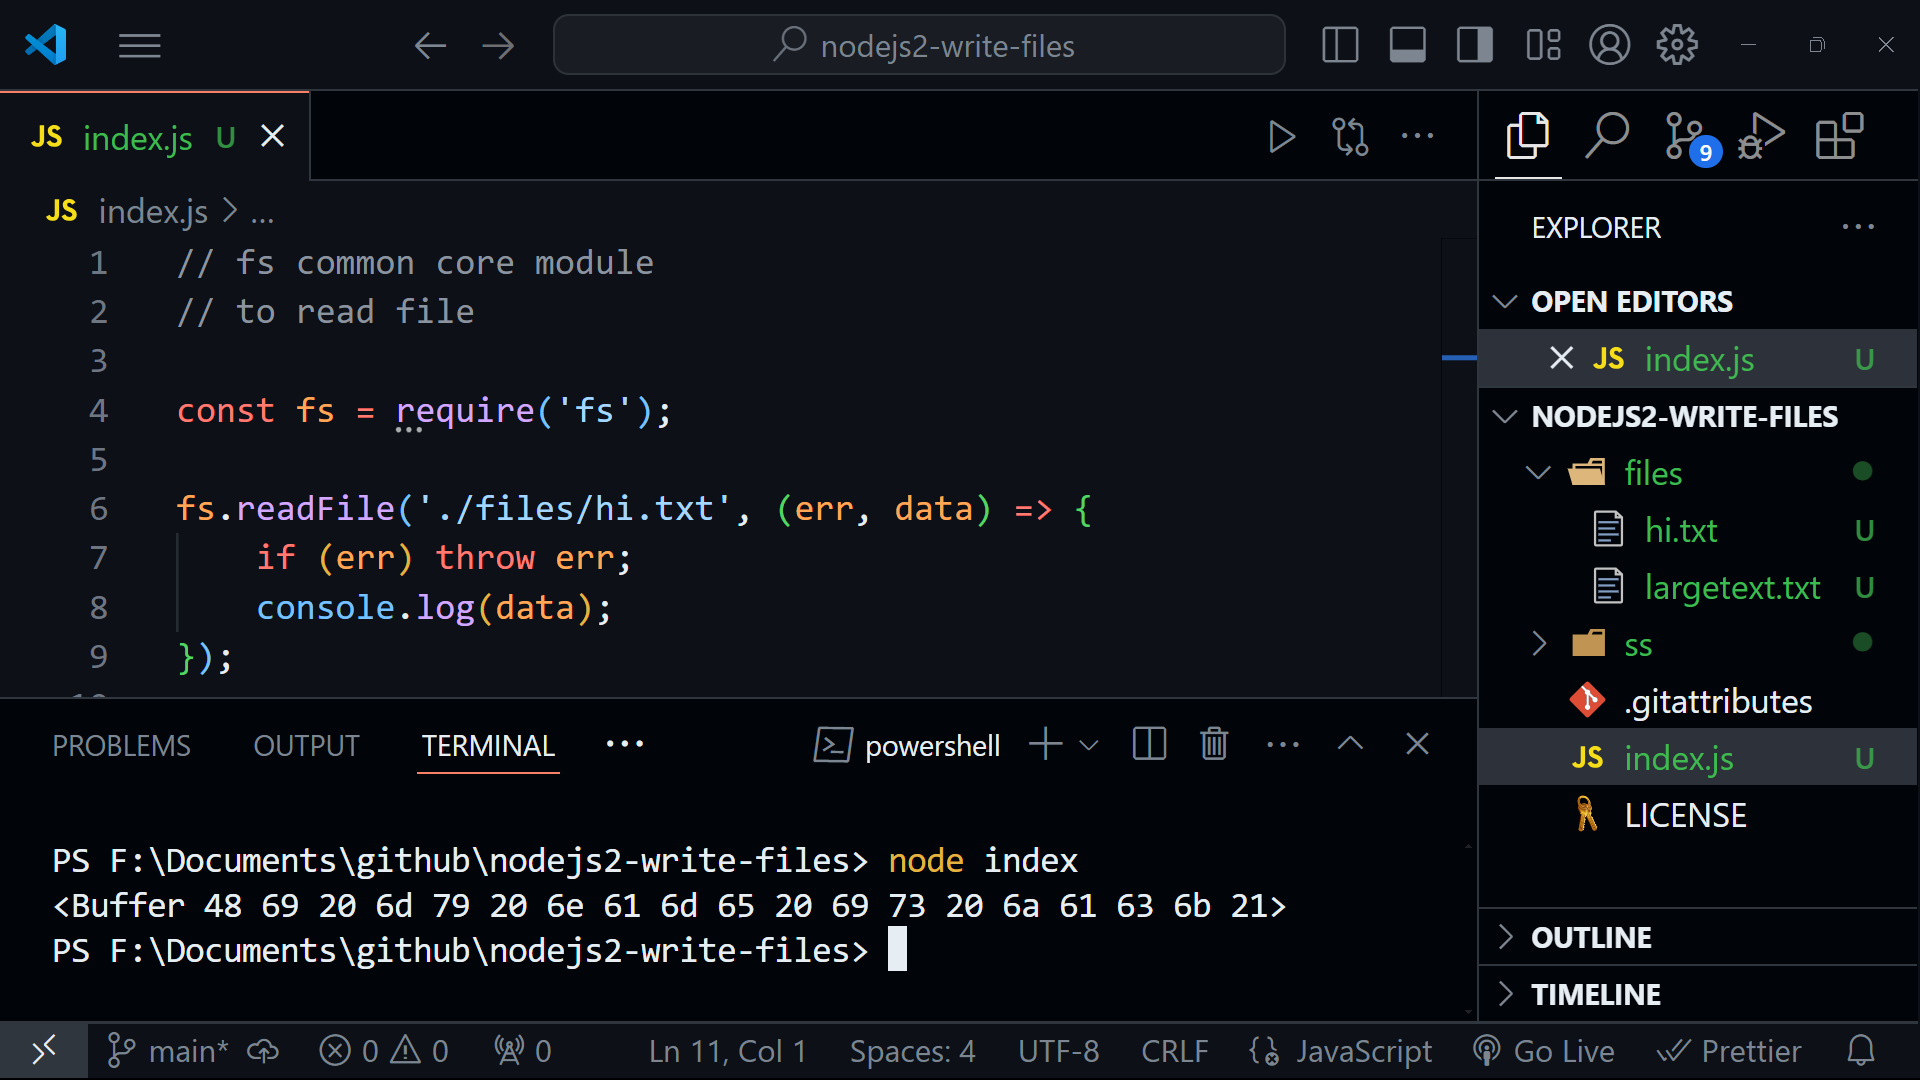 nodejs2-write-files
JS index.js U
9
JS index.js > ...
1 // fs common core module
2 // to read file
3
4 const fs = require('fs');
5
6 fs.readFile('./files/hi.txt', (err, data) => {
7 if (err) throw err;
8 console.log(data);
9 });
EXPLORER
OPEN EDITORS
JS index.js U
NODEJS2-WRITE-FILES
files
hi.txt U
largetext.txt U
ss
.gitattributes
JS index.js U
LICENSE
OUTLINE
TIMELINE
PROBLEMS OUTPUT TERMINAL ... powershell
PS F:\Documents\github\nodejs2-write-files> node index
<Buffer 48 69 20 6d 79 20 6e 61 6d 65 20 69 73 20 6a 61 63 6b 21>
PS F:\Documents\github\nodejs2-write-files>
main* 0 0 0 Ln 11, Col 1 Spaces: 4 UTF-8 CRLF JavaScript Go Live Prettier